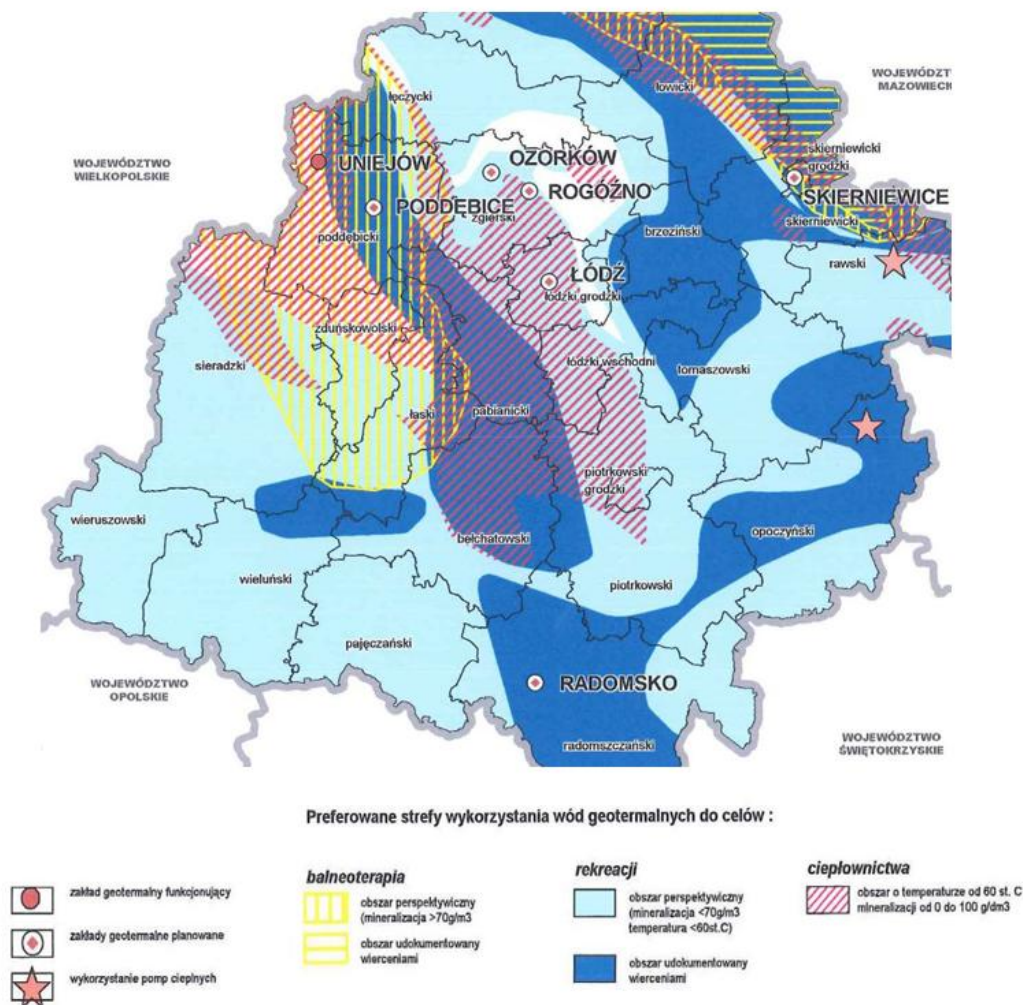 WOJEWÓDZT
MAZOWIECK
łęczycki
łowicki
WOJEWÓDZTWO
WIELKOPOLSKIE
UNIEJÓW
OZORKÓW
skierniewicki
grodzki
ROGÓŹNO
SKIERNIEWICE
PODDĘBICE
zgierski
poddębicki
brzeziński
skierniewicki
rawski
ŁÓDŹ
łódzki grodzki
zduńskowolski
sieradzki
łódzki wschodni
tomaszowski
łaski
pabianicki
piotrkowski
grodzki
wieruszowski
bełchatowski
opoczyński
wieluński
piotrkowski
pajęczański
WOJEWÓDZTWO
OPOLSKIE
RADOMSKO
radomszczański
WOJEWÓDZTWO
ŚWIĘTOKRZYSKIE
Preferowane strefy wykorzystania wód geotermalnych do celów :
zakład geotermalny funkcjonujący
zakłady geotermalne planowane
wykorzystanie pomp cieplnych
balneoterapia
obszar perspektywiczny
(mineralizacja >70g/m3
obszar udokumentowany
wierceniami
rekreacji
obszar perspektywiczny
(mineralizacja <70g/m3
temperatura <60st.C)
obszar udokumentowany
wierceniami
ciepłownictwa
obszar o temperaturze od 60 st. C
mineralizacji od 0 do 100 g/dm3